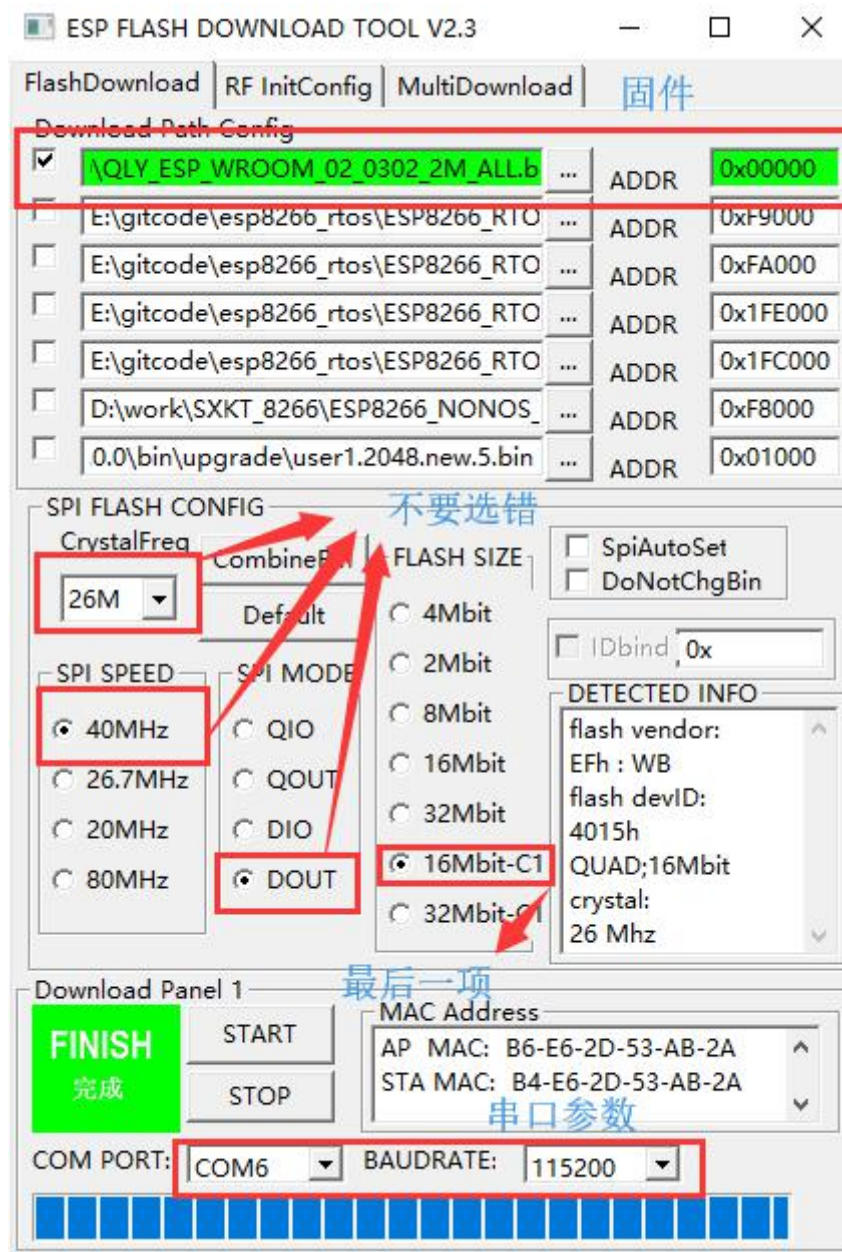 ESP FLASH DOWNLOAD TOOL V2.3
FlashDownload RF InitConfig MultiDownload 固件
Download Path Config
\QLY_ESP_WROOM_02_0302_2M_ALL.b ... ADDR 0x00000
E:\gitcode\esp8266_rtos\ESP8266_RTO ... ADDR 0xF9000
E:\gitcode\esp8266_rtos\ESP8266_RTO ... ADDR 0xFA000
E:\gitcode\esp8266_rtos\ESP8266_RTO ... ADDR 0x1FE000
E:\gitcode\esp8266_rtos\ESP8266_RTO ... ADDR 0x1FC000
D:\work\SXKT_8266\ESP8266_NONOS_ ... ADDR 0xF8000
0.0\bin\upgrade\user1.2048.new.5.bin ... ADDR 0x01000
SPI FLASH CONFIG 不要选错
CrystalFreq CombineBin FLASH SIZE SpiAutoSet
DoNotChgBin
26M Default 4Mbit
2Mbit IDbind 0x
SPI SPEED SPI MODE DETECTED INFO
40MHz QIO 8Mbit flash vendor:
26.7MHz QOUT 16Mbit EFh : WB
flash devID:
20MHz DIO 32Mbit 4015h
80MHz DOUT 16Mbit-C1 QUAD;16Mbit
crystal:
32Mbit-C1 26 Mhz
最后一项
Download Panel 1 MAC Address
FINISH START AP MAC: B6-E6-2D-53-AB-2A
完成 STOP STA MAC: B4-E6-2D-53-AB-2A
串口参数
COM PORT: COM6 BAUDRATE: 115200